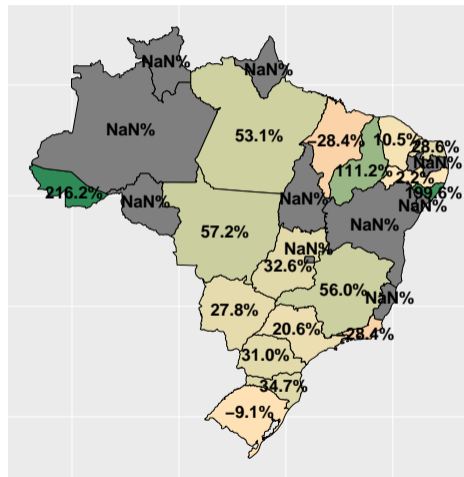 NaN%
NaN%
NaN%
53.1%
−28.4%
10.5%
28.6%
NaN%
111.2%
2.2%
216.2%
NaN%
NaN%
NaN%
NaN%
57.2%
NaN%
32.6%
56.0%
NaN%
27.8%
20.6%
−28.4%
31.0%
34.7%
−9.1%